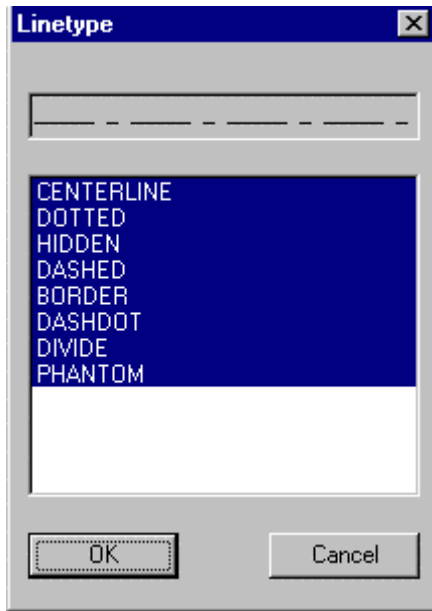 Linetype
CENTERLINE
DOTTED
HIDDEN
DASHED
BORDER
DASHDOT
DIVIDE
PHANTOM
OK Cancel